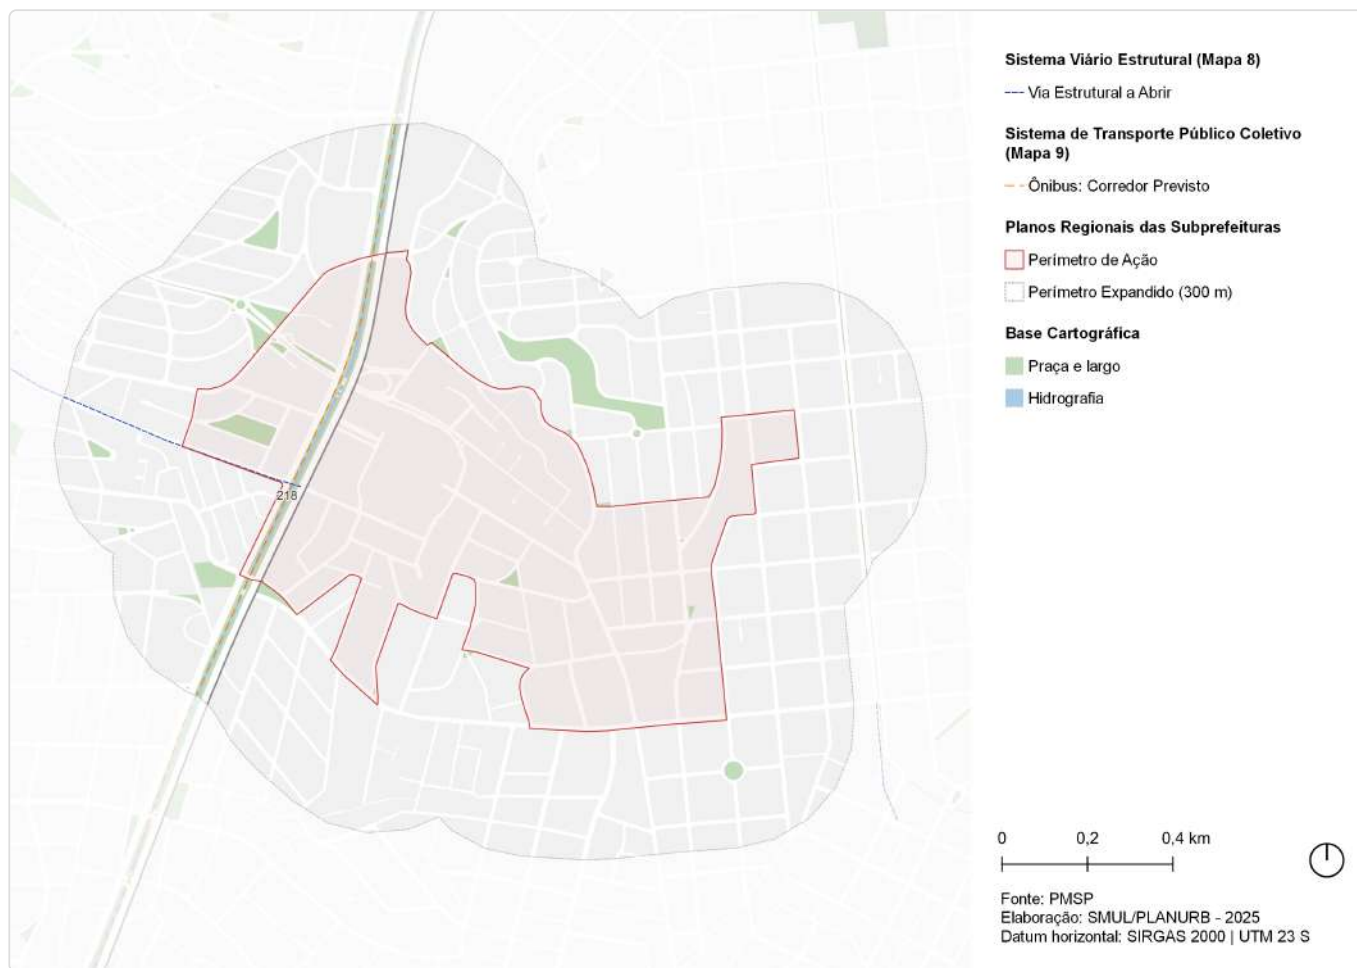 Sistema Viário Estrutural (Mapa 8)
Via Estrutural a Abrir
Sistema de Transporte Público Coletivo
(Mapa 9)
Ônibus: Corredor Previsto
Planos Regionais das Subprefeituras
Perímetro de Ação
Perímetro Expandido (300 m)
Base Cartográfica
Praça e largo
Hidrografia
218
0 0,2 0,4 km
Fonte: PMSP
Elaboração: SMUL/PLANURB - 2025
Datum horizontal: SIRGAS 2000 | UTM 23 S